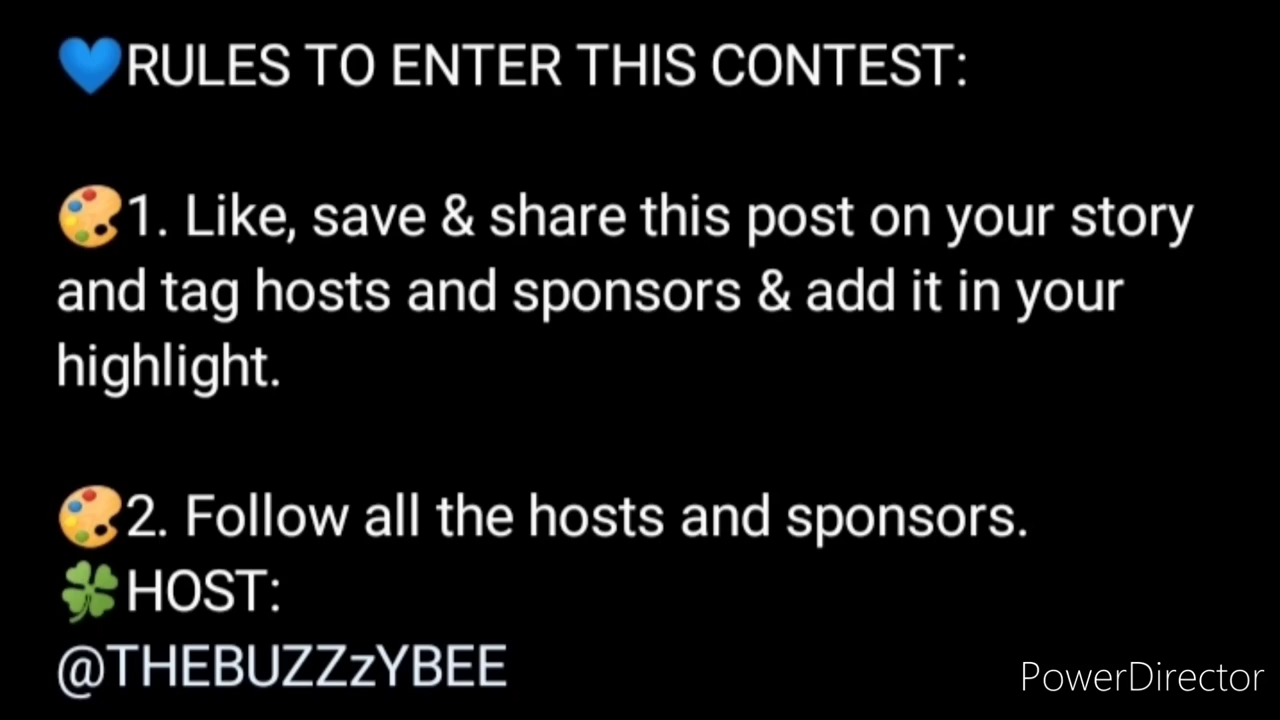 💙RULES TO ENTER THIS CONTEST:
🎨1. Like, save & share this post on your story
and tag hosts and sponsors & add it in your
highlight.
🎨2. Follow all the hosts and sponsors.
🍀HOST:
@THEBUZZzYBEE
PowerDirector